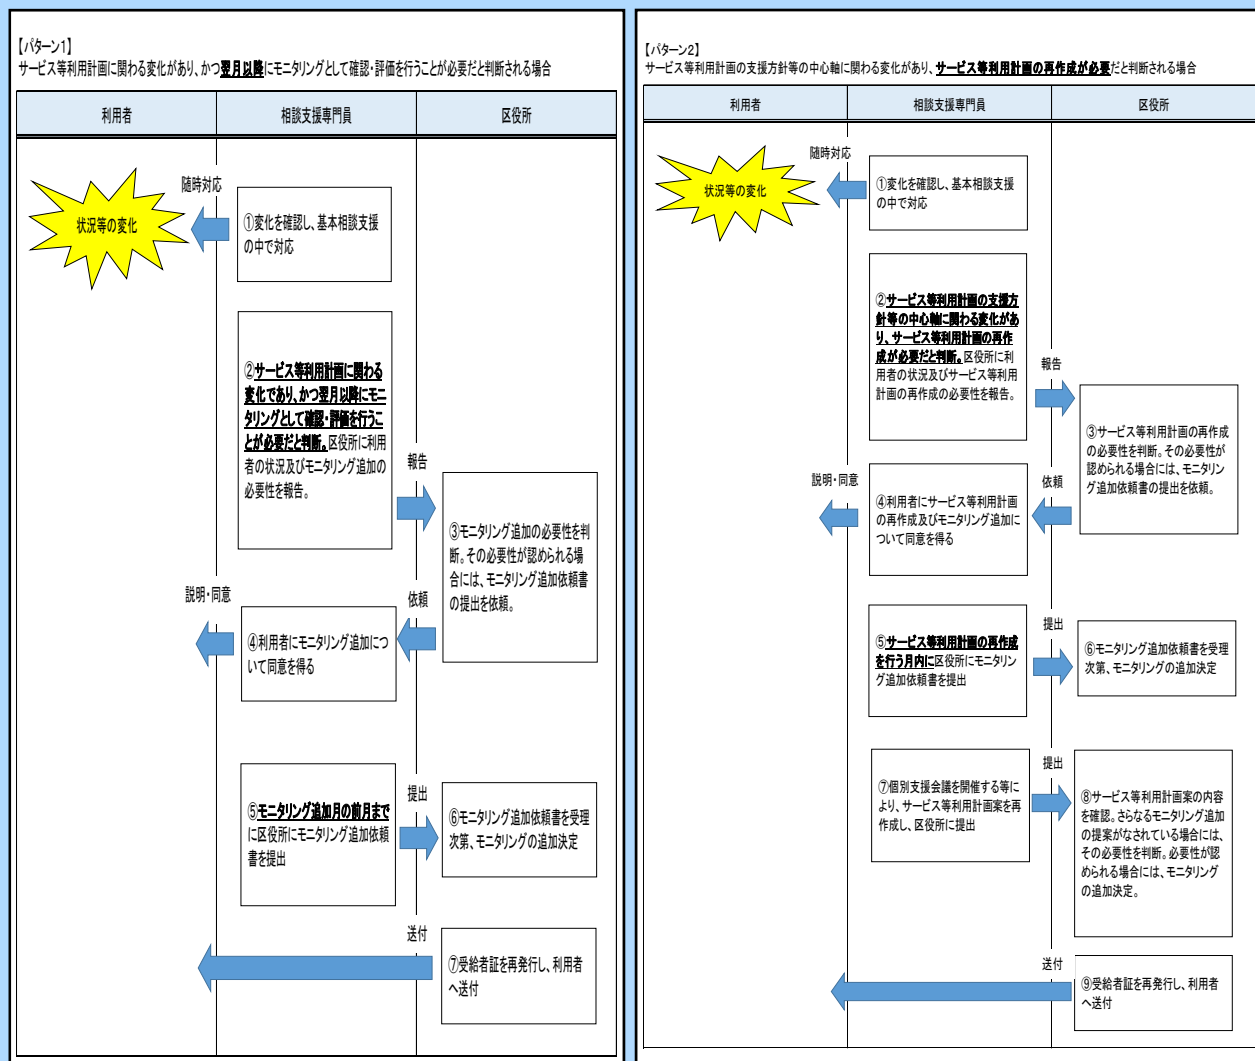 【パターン1】
サービス等利用計画に関わる変化があり、かつ翌月以降にモニタリングとして確認・評価を行うことが必要だと判断される場合
利用者
相談支援専門員
区役所
随時対応
状況等の変化
①変化を確認し、基本相談支援
の中で対応
②サービス等利用計画に関わる
変化であり、かつ翌月以降にモニ
タリングとして確認・評価を行うこ
とが必要だと判断。区役所に利用
者の状況及びモニタリング追加の
必要性を報告。
報告
③モニタリング追加の必要性を判
断。その必要性が認められる場
合には、モニタリング追加依頼書
の提出を依頼。
説明・同意
依頼
④利用者にモニタリング追加につ
いて同意を得る
⑤モニタリング追加月の前月まで
に区役所にモニタリング追加依頼
書を提出
提出
⑥モニタリング追加依頼書を受理
次第、モニタリングの追加決定
送付
⑦受給者証を再発行し、利用者
へ送付
【パターン2】
サービス等利用計画の支援方針等の中心軸に関わる変化があり、サービス等利用計画の再作成が必要だと判断される場合
利用者
相談支援専門員
区役所
随時対応
状況等の変化
①変化を確認し、基本相談支援
の中で対応
②サービス等利用計画の支援方
針等の中心軸に関わる変化があ
り、サービス等利用計画の再作
成が必要だと判断。区役所に利
用者の状況及びサービス等利用
計画の再作成の必要性を報告。
報告
③サービス等利用計画の再作成
の必要性を判断。その必要性が
認められる場合には、モニタリン
グ追加依頼書の提出を依頼。
説明・同意
依頼
④利用者にサービス等利用計画
の再作成及びモニタリング追加に
ついて同意を得る
⑤サービス等利用計画の再作成
を行う月内に区役所にモニタリン
グ追加依頼書を提出
提出
⑥モニタリング追加依頼書を受理
次第、モニタリングの追加決定
⑦個別支援会議を開催する等に
より、サービス等利用計画案を再
作成し、区役所に提出
提出
⑧サービス等利用計画案の内容
を確認。さらなるモニタリング追加
の提案がなされている場合には、
その必要性を判断。必要性が認
められる場合には、モニタリング
の追加決定。
送付
⑨受給者証を再発行し、利用者
へ送付